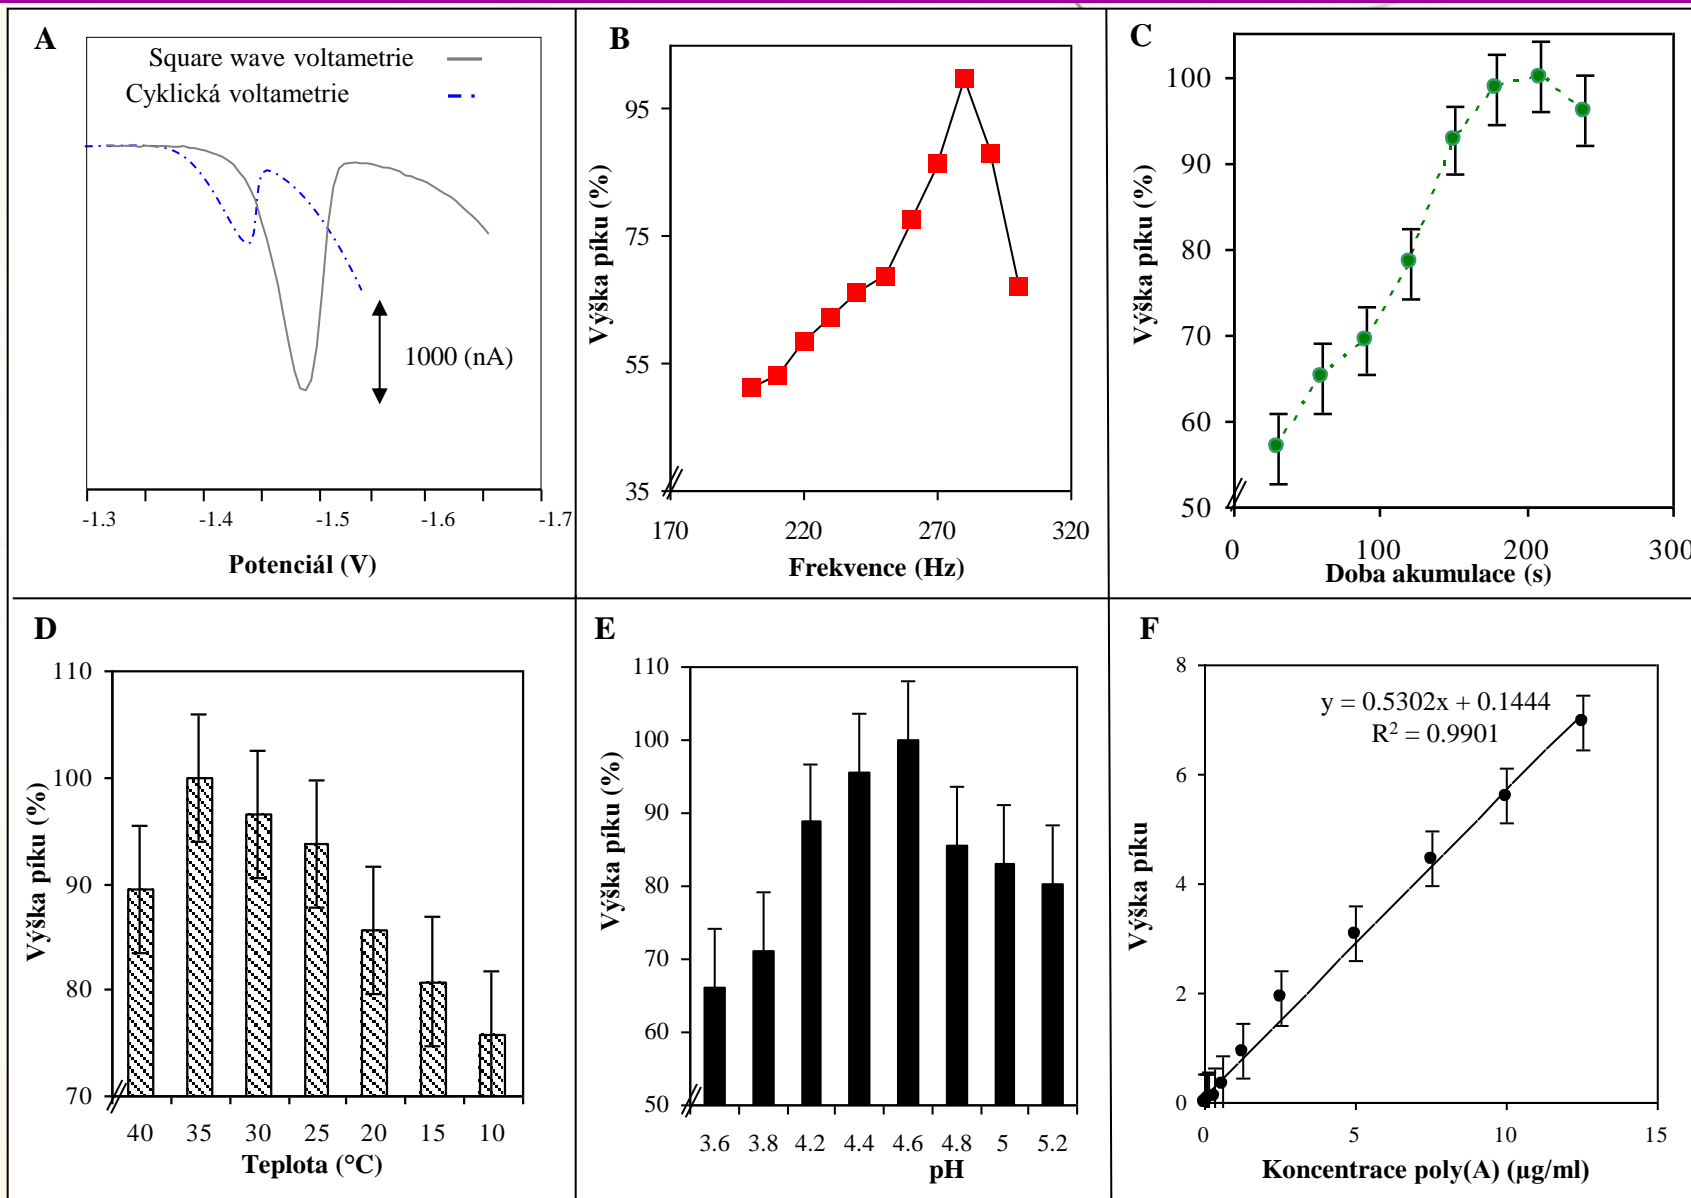 A
Square wave voltametrie
Cyklická voltametrie
1000 (nA)
-1.3 -1.4 -1.5 -1.6 -1.7
Potenciál (V)
B
Výška píku (%)
95
75
55
35
170 220 270 320
Frekvence (Hz)
C
Výška píku (%)
100
90
80
70
60
50
0 100 200 300
Doba akumulace (s)
D
Výška píku (%)
110
100
90
80
70
40 35 30 25 20 15 10
Teplota (°C)
E
Výška píku (%)
110
100
90
80
70
60
50
3.6 3.8 4.2 4.4 4.6 4.8 5 5.2
pH
F
Výška píku
8
6
4
2
0
y = 0.5302x + 0.1444
R² = 0.9901
0 5 10 15
Koncentrace poly(A) (µg/ml)